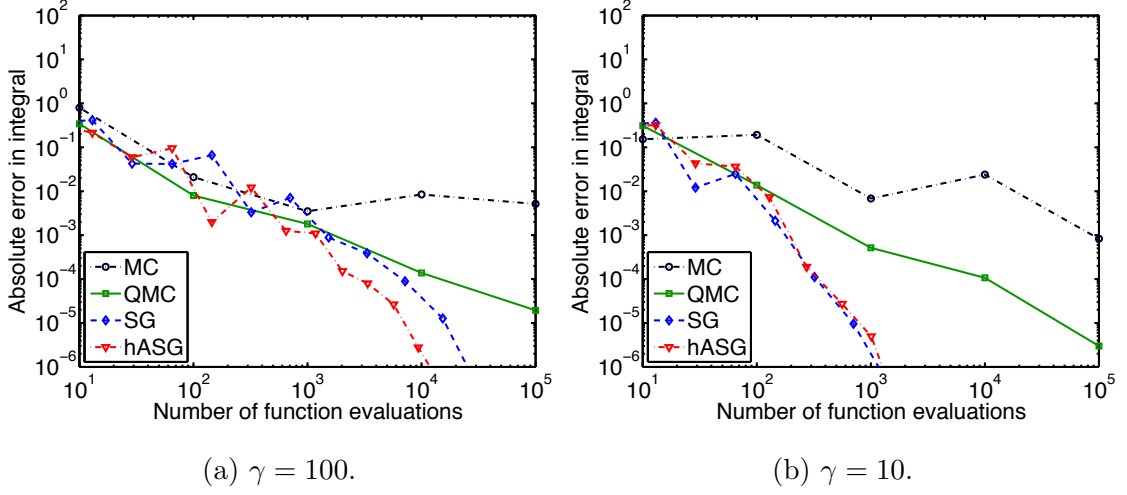 10^2
10^1
10^0
10^-1
10^-2
10^-3
10^-4
10^-5
10^-6
Absolute error in integral
MC
QMC
SG
hASG
10^1 10^2 10^3 10^4 10^5
Number of function evaluations
(a) γ = 100.
10^2
10^1
10^0
10^-1
10^-2
10^-3
10^-4
10^-5
10^-6
Absolute error in integral
MC
QMC
SG
hASG
10^1 10^2 10^3 10^4 10^5
Number of function evaluations
(b) γ = 10.